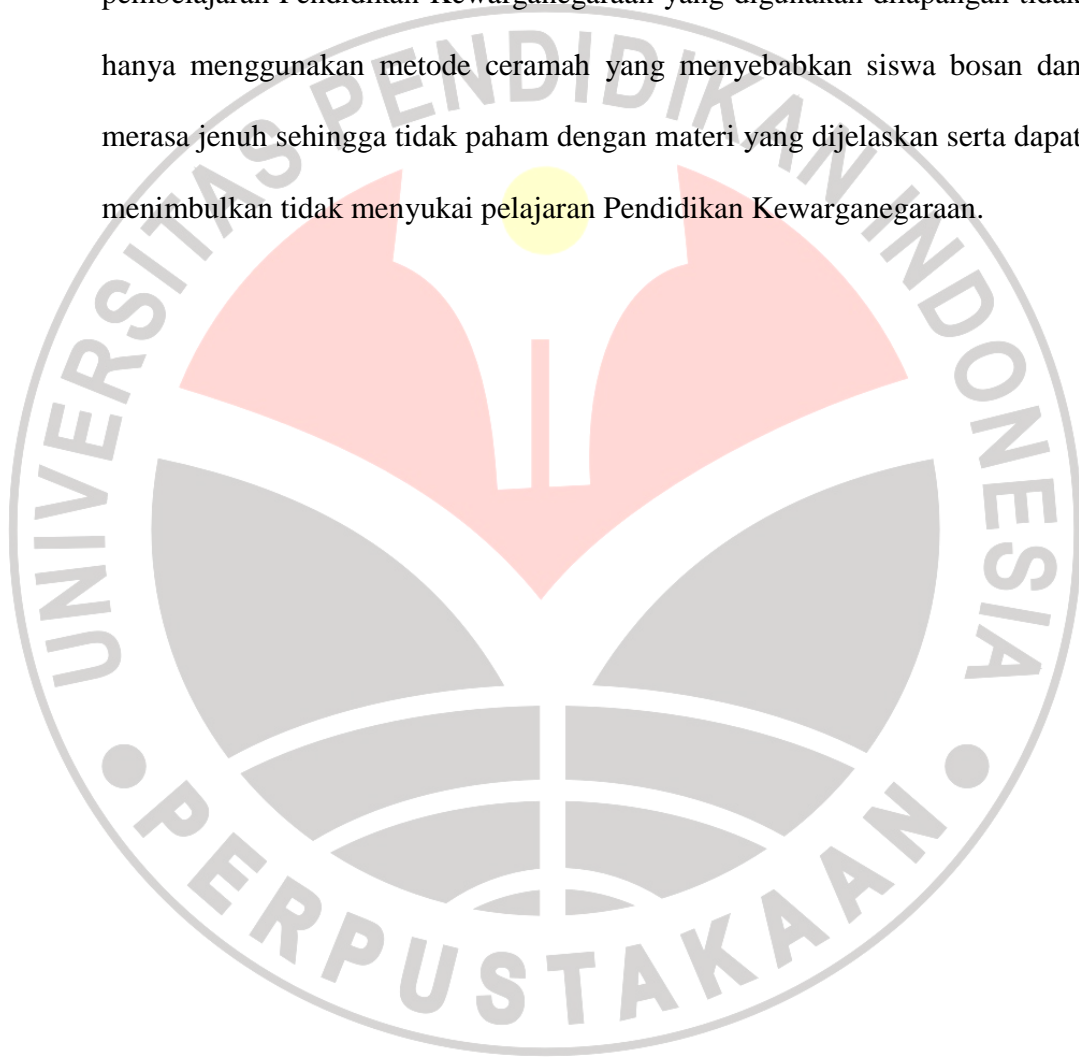 pembelajaran Pendidikan Kewarganegaraan yang digunakan dilapangan tidak
hanya menggunakan metode ceramah yang menyebabkan siswa bosan dan
merasa jenuh sehingga tidak paham dengan materi yang dijelaskan serta dapat
menimbulkan tidak menyukai pelajaran Pendidikan Kewarganegaraan.
UNIVERSITAS PENDIDIKAN INDONESIA
PERPUSTAKAAN